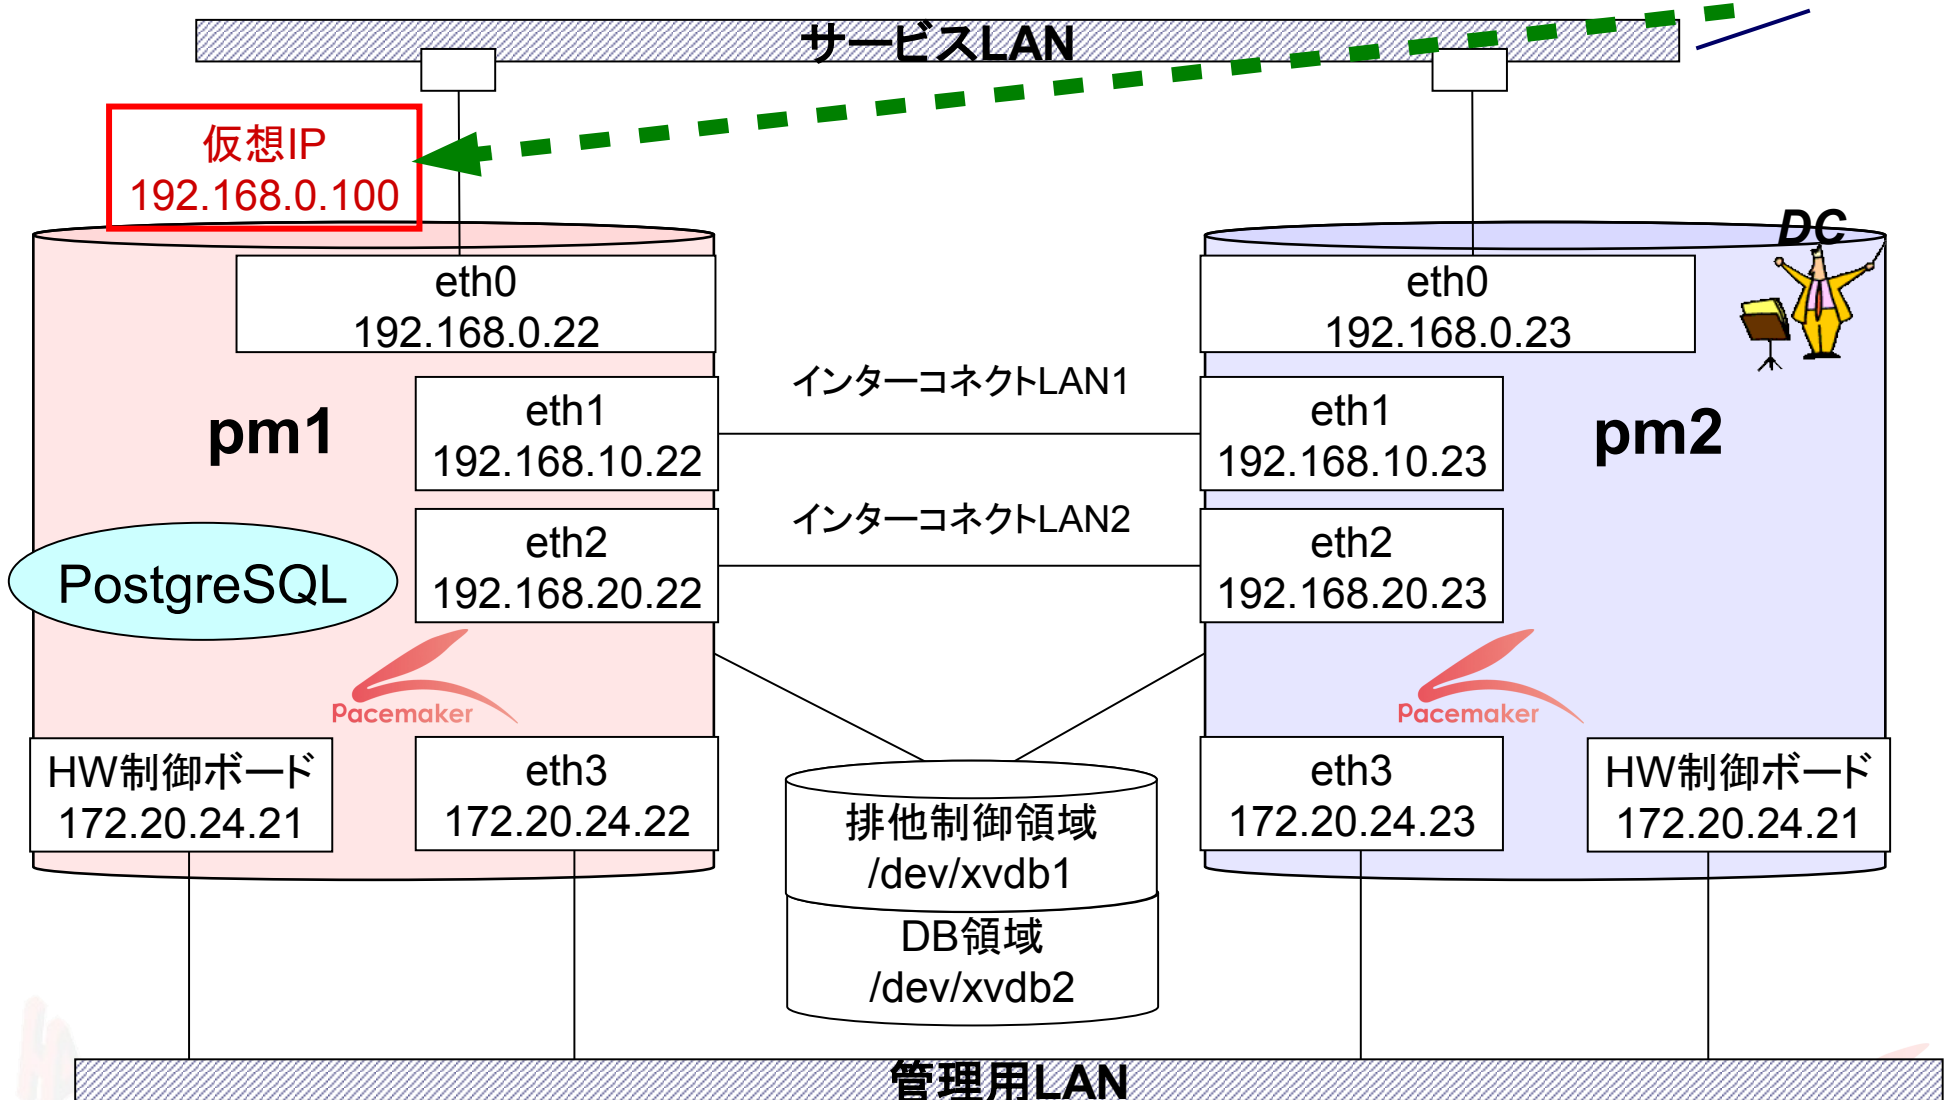 サービスLAN
仮想IP
192.168.0.100
DC
eth0
192.168.0.22
eth0
192.168.0.23
インターコネクトLAN1
pm1
eth1
192.168.10.22
eth1
192.168.10.23
pm2
インターコネクトLAN2
PostgreSQL
eth2
192.168.20.22
eth2
192.168.20.23
Pacemaker
Pacemaker
HW制御ボード
172.20.24.21
eth3
172.20.24.22
排他制御領域
/dev/xvdb1
DB領域
/dev/xvdb2
eth3
172.20.24.23
HW制御ボード
172.20.24.21
管理用LAN